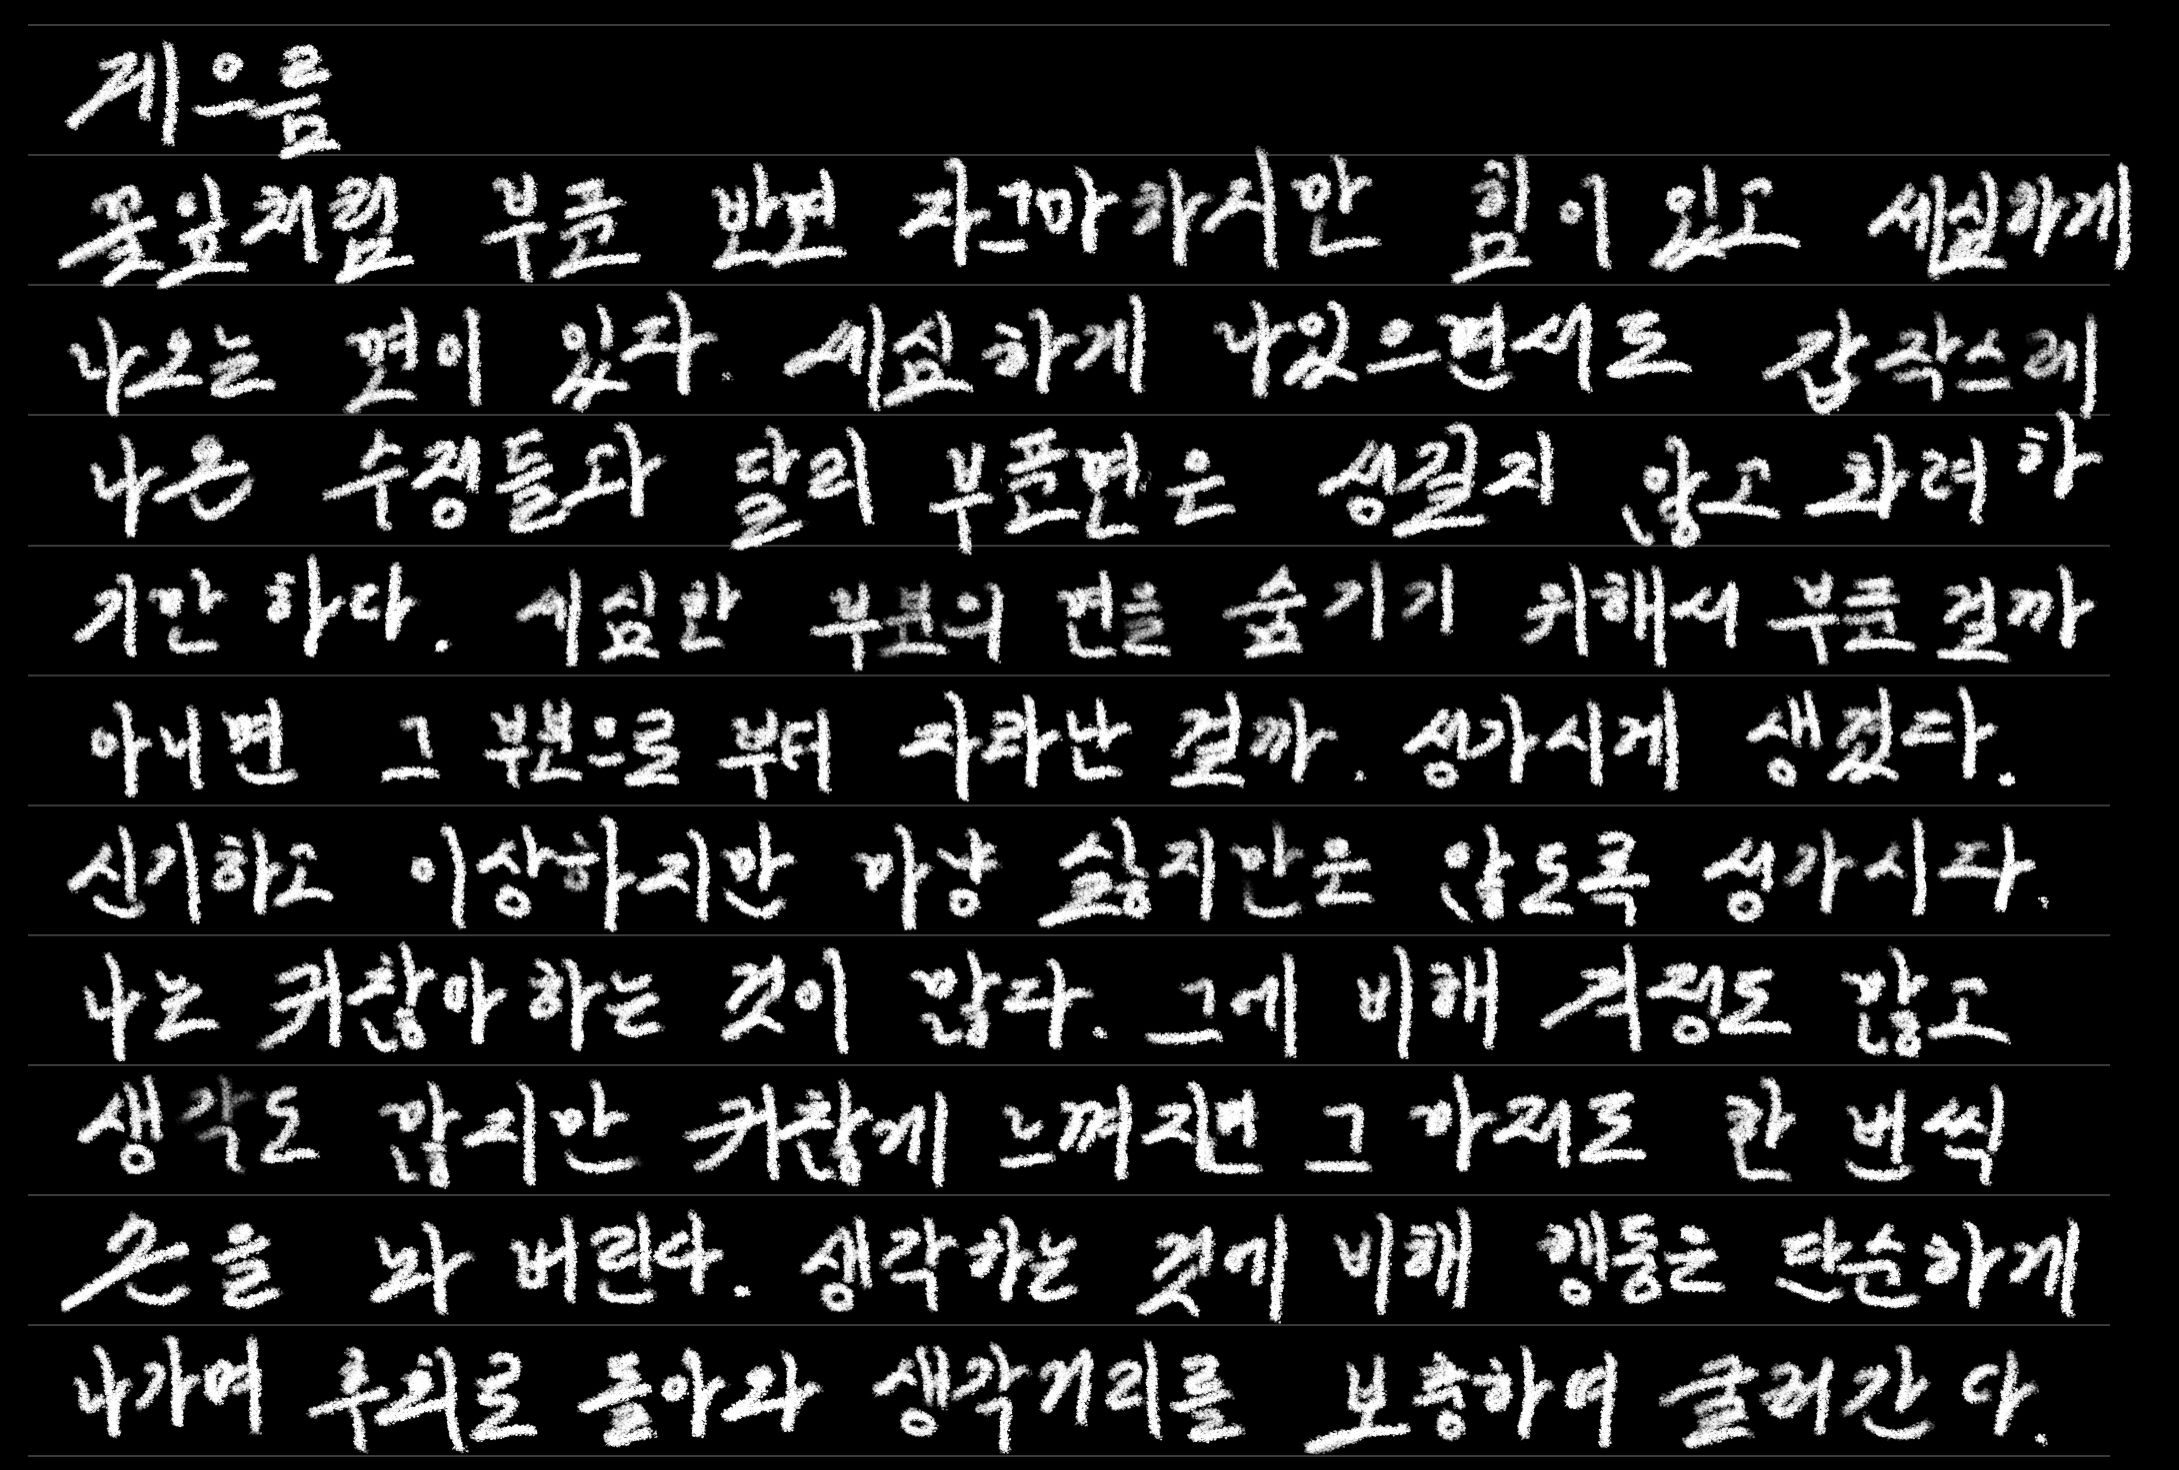 게으름
꽃잎처럼 부푼 반면 자그마하지만 힘이 있고 세심하게
나오는 면이 있다. 세심하게 나있으면서도 갑작스레
나온 수정들과 달리 부푼면은 성길지 않고 화려하
기만 하다. 세심한 부분의 면을 숨기기 위해서 부푼 걸까
아니면 그 부분으로 부터 자라난 걸까. 성가시게 생겼다.
신기하고 이상하지만 마냥 싫지만은 않도록 성가시다.
나는 귀찮아 하는 것이 많다. 그에 비해 걱정도 많고
생각도 많지만 귀찮게 느껴지면 그 마저도 한 번씩
손을 놔 버린다. 생각하는 것에 비해 행동은 단순하게
나가며 후회로 돌아와 생각거리를 보충하여 굴러간다.